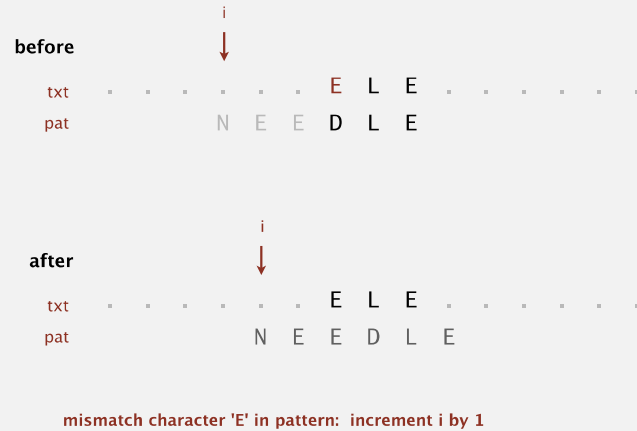 i
before
txt . . . . . . E L E . . . . . .
pat N E E D L E
i
after
txt . . . . . . E L E . . . . . .
pat N E E D L E
mismatch character 'E' in pattern: increment i by 1